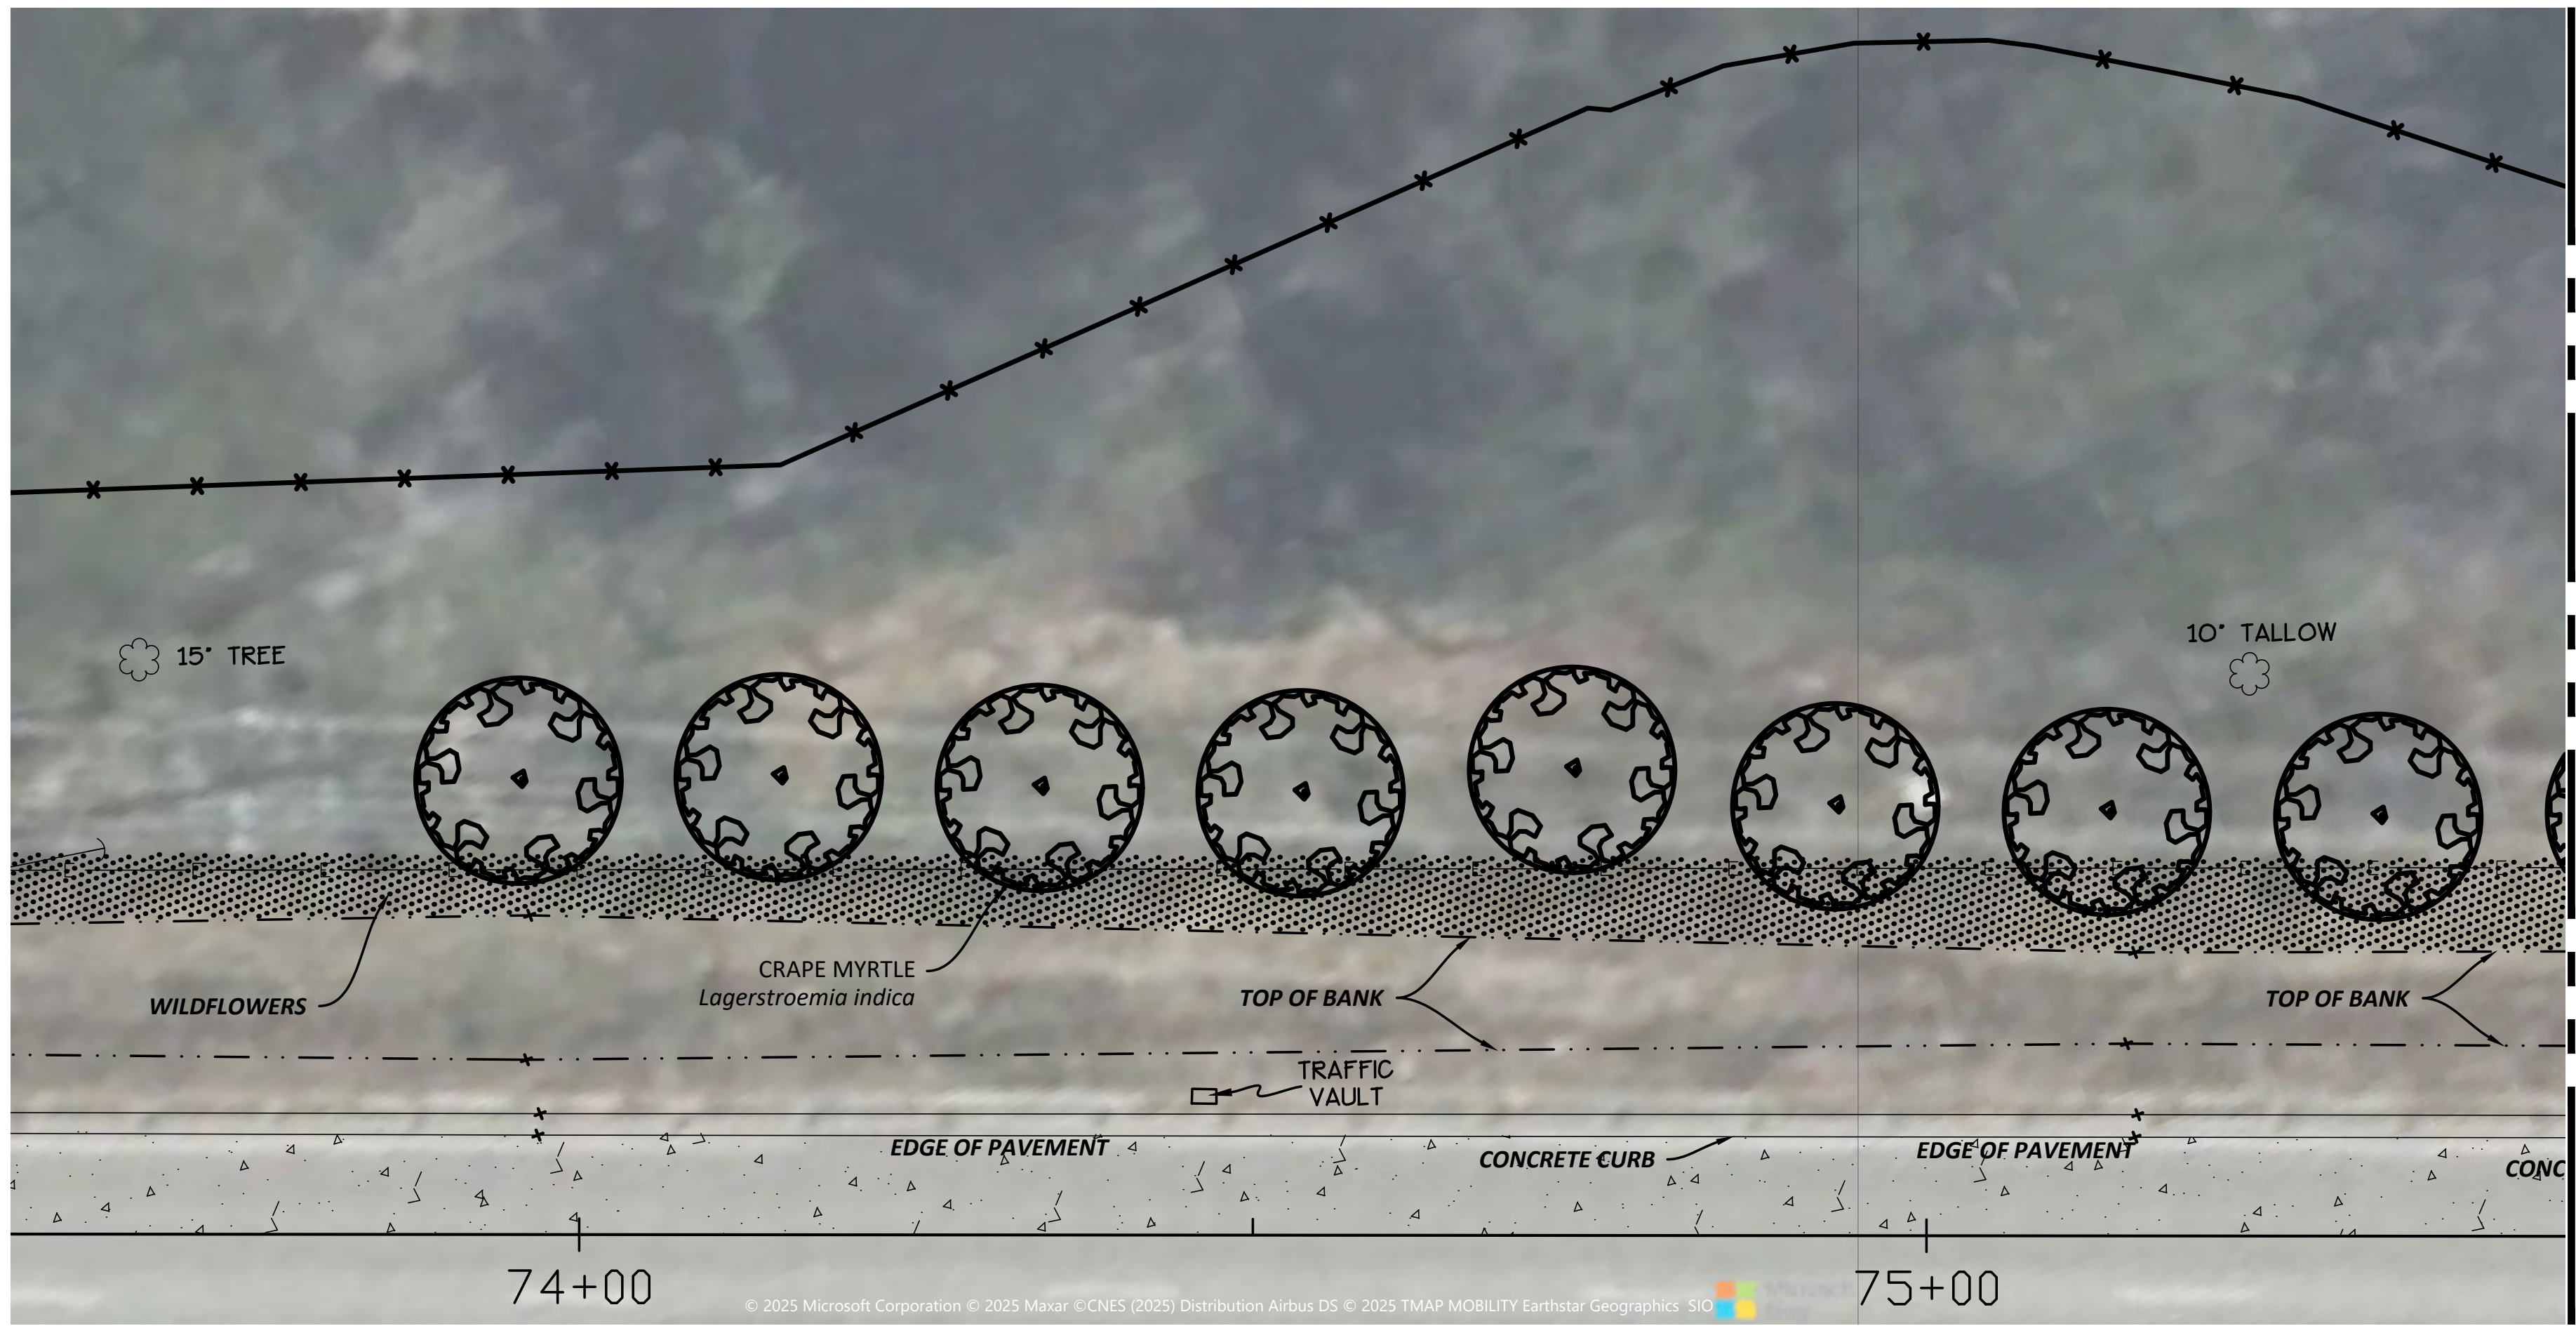 10" TALLOW
15" TREE
CRAPE MYRTLE
Lagerstroemia indica
WILDFLOWERS
TOP OF BANK
TOP OF BANK
TRAFFIC
VAULT
EDGE OF PAVEMENT
CONCRETE CURB
EDGE OF PAVEMENT
CONC
74+00
75+00
© 2025 Microsoft Corporation © 2025 Maxar ©CNES (2025) Distribution Airbus DS © 2025 TMAP MOBILITY Earthstar Geographics SIO
Microsoft
Bing